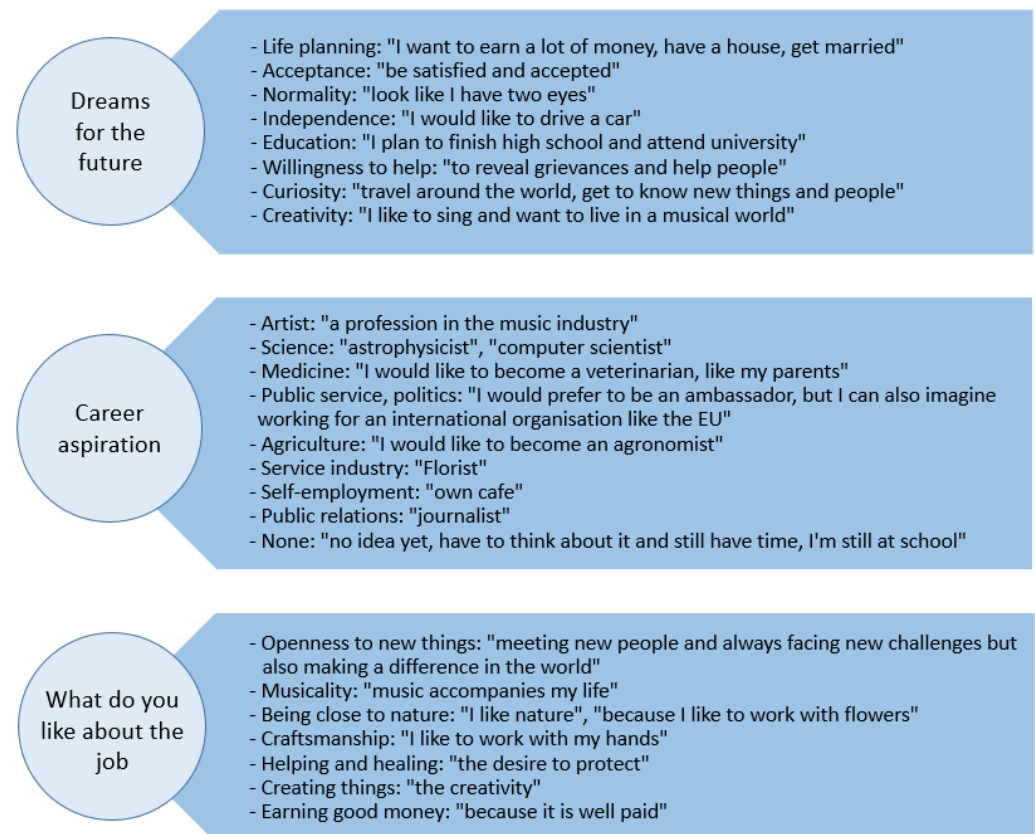 Dreams
for the
future
- Life planning: "I want to earn a lot of money, have a house, get married"
- Acceptance: "be satisfied and accepted"
- Normality: "look like I have two eyes"
- Independence: "I would like to drive a car"
- Education: "I plan to finish high school and attend university"
- Willingness to help: "to reveal grievances and help people"
- Curiosity: "travel around the world, get to know new things and people"
- Creativity: "I like to sing and want to live in a musical world"
Career
aspiration
- Artist: "a profession in the music industry"
- Science: "astrophysicist", "computer scientist"
- Medicine: "I would like to become a veterinarian, like my parents"
- Public service, politics: "I would prefer to be an ambassador, but I can also imagine
working for an international organisation like the EU"
- Agriculture: "I would like to become an agronomist"
- Service industry: "Florist"
- Self-employment: "own cafe"
- Public relations: "journalist"
- None: "no idea yet, have to think about it and still have time, I'm still at school"
What do you
like about the
job
- Openness to new things: "meeting new people and always facing new challenges but
also making a difference in the world"
- Musicality: "music accompanies my life"
- Being close to nature: "I like nature", "because I like to work with flowers"
- Craftsmanship: "I like to work with my hands"
- Helping and healing: "the desire to protect"
- Creating things: "the creativity"
- Earning good money: "because it is well paid"